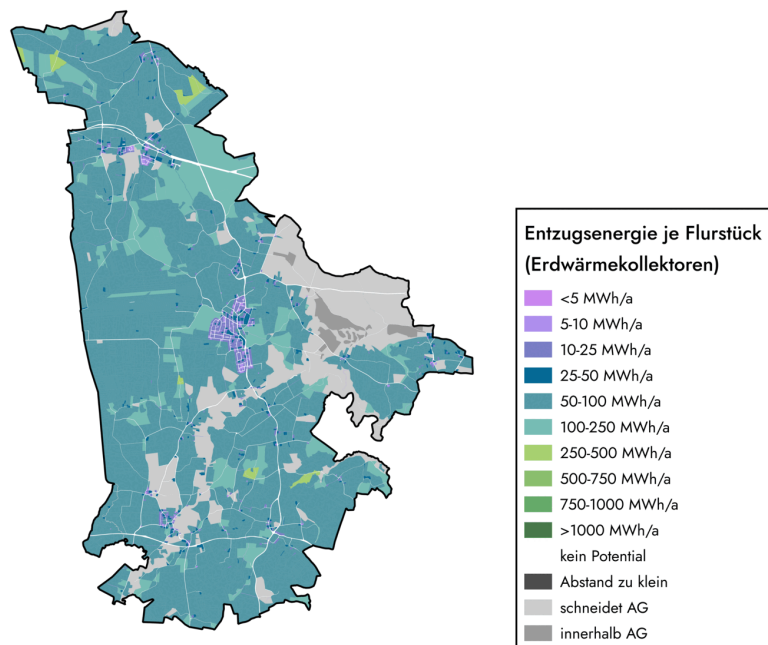 Entzugsenergie je Flurstück
(Erdwärmekollektoren)
<5 MWh/a
5-10 MWh/a
10-25 MWh/a
25-50 MWh/a
50-100 MWh/a
100-250 MWh/a
250-500 MWh/a
500-750 MWh/a
750-1000 MWh/a
>1000 MWh/a
kein Potential
Abstand zu klein
schneidet AG
innerhalb AG